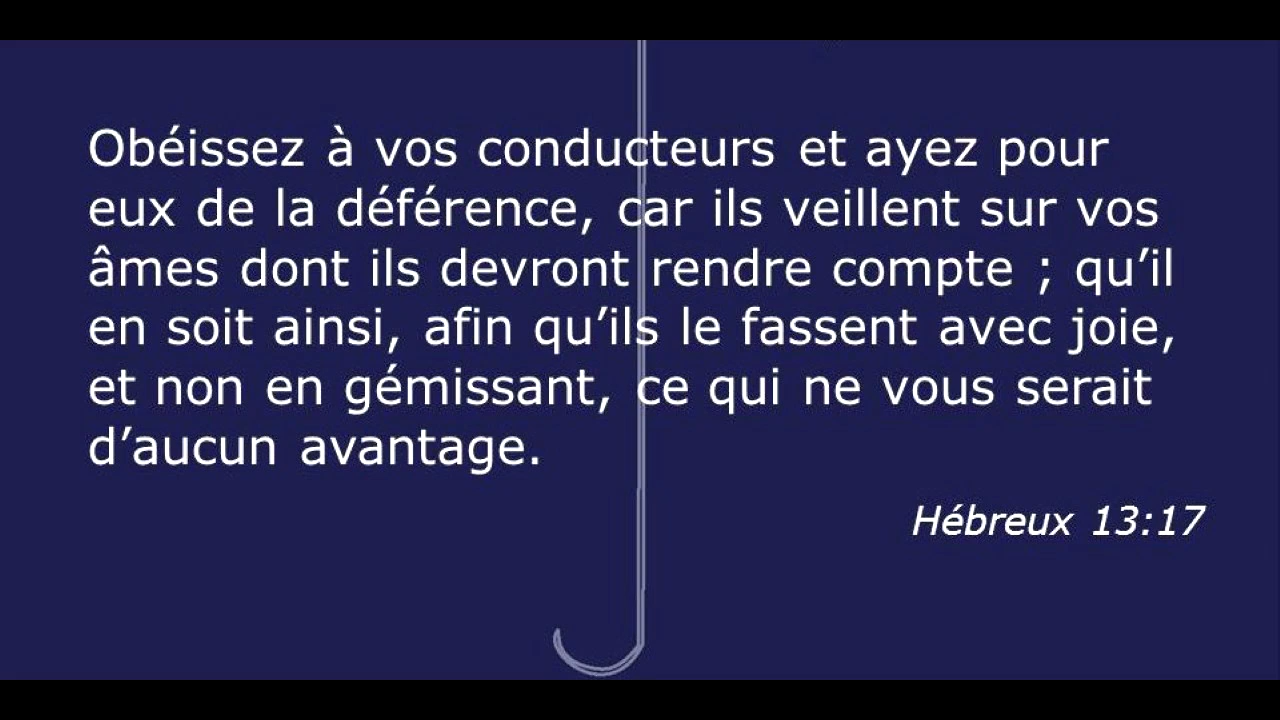 Obéissez à vos conducteurs et ayez pour
eux de la déférence, car ils veillent sur vos
âmes dont ils devront rendre compte ; qu’il
en soit ainsi, afin qu’ils le fassent avec joie,
et non en gémissant, ce qui ne vous serait
d’aucun avantage.
Hébreux 13:17